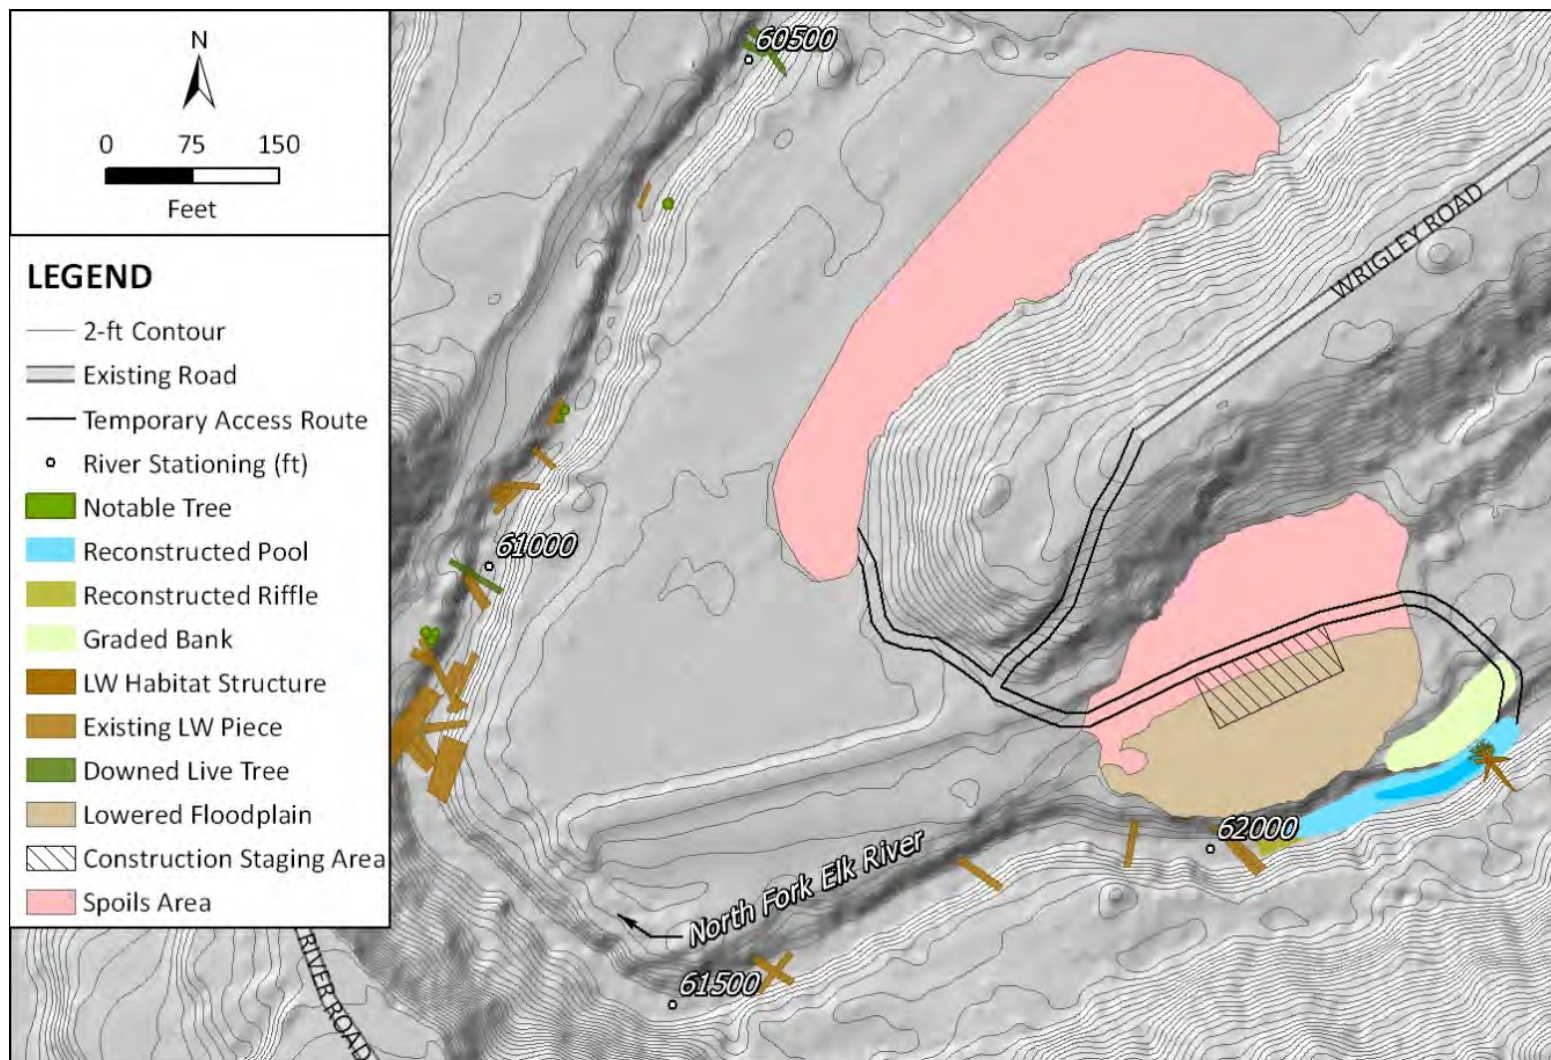 N
0 75 150
Feet
LEGEND
2-ft Contour
Existing Road
Temporary Access Route
River Stationing (ft)
Notable Tree
Reconstructed Pool
Reconstructed Riffle
Graded Bank
LW Habitat Structure
Existing LW Piece
Downed Live Tree
Lowered Floodplain
Construction Staging Area
Spoils Area
60500
WRIGLEY ROAD
61000
62000
North Fork Elk River
61500
RIVER ROAD